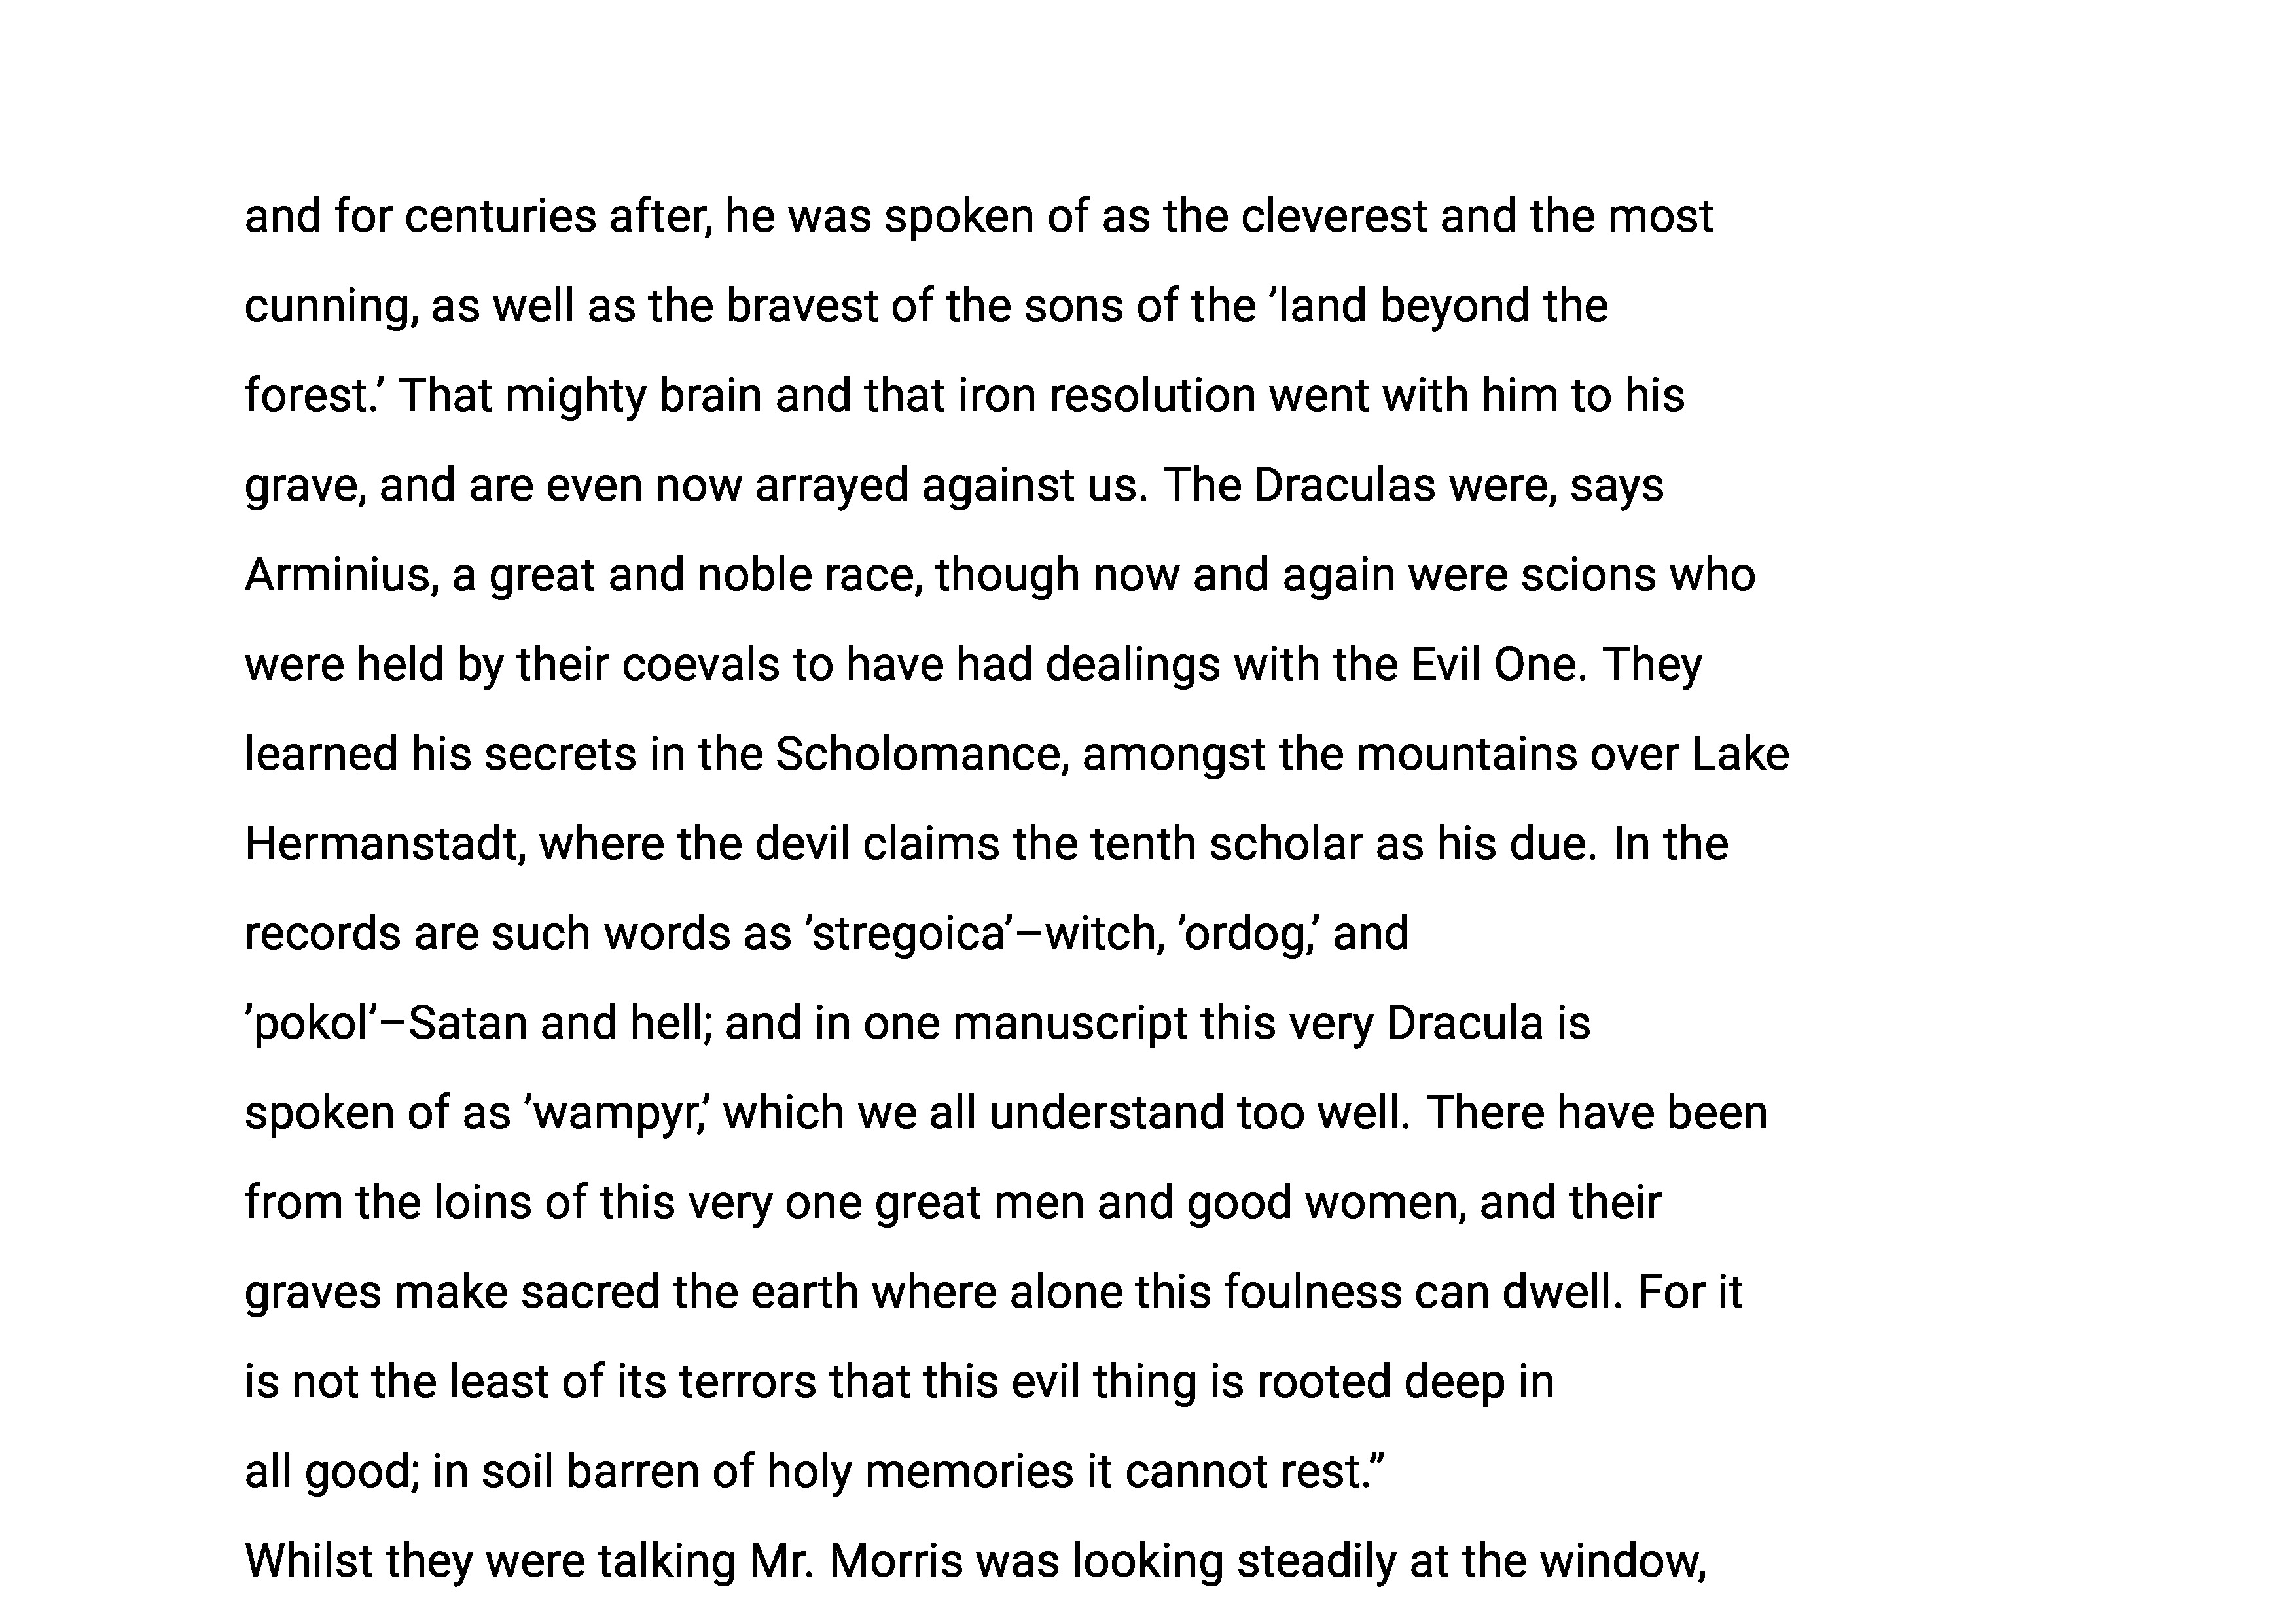 and for centuries after, he was spoken of as the cleverest and the most
cunning, as well as the bravest of the sons of the ’land beyond the
forest.’ That mighty brain and that iron resolution went with him to his
grave, and are even now arrayed against us. The Draculas were, says
Arminius, a great and noble race, though now and again were scions who
were held by their coevals to have had dealings with the Evil One. They
learned his secrets in the Scholomance, amongst the mountains over Lake
Hermanstadt, where the devil claims the tenth scholar as his due. In the
records are such words as ’stregoica’–witch, ’ordog,’ and
’pokol’–Satan and hell; and in one manuscript this very Dracula is
spoken of as ’wampyr,’ which we all understand too well. There have been
from the loins of this very one great men and good women, and their
graves make sacred the earth where alone this foulness can dwell. For it
is not the least of its terrors that this evil thing is rooted deep in
all good; in soil barren of holy memories it cannot rest.”
Whilst they were talking Mr. Morris was looking steadily at the window,